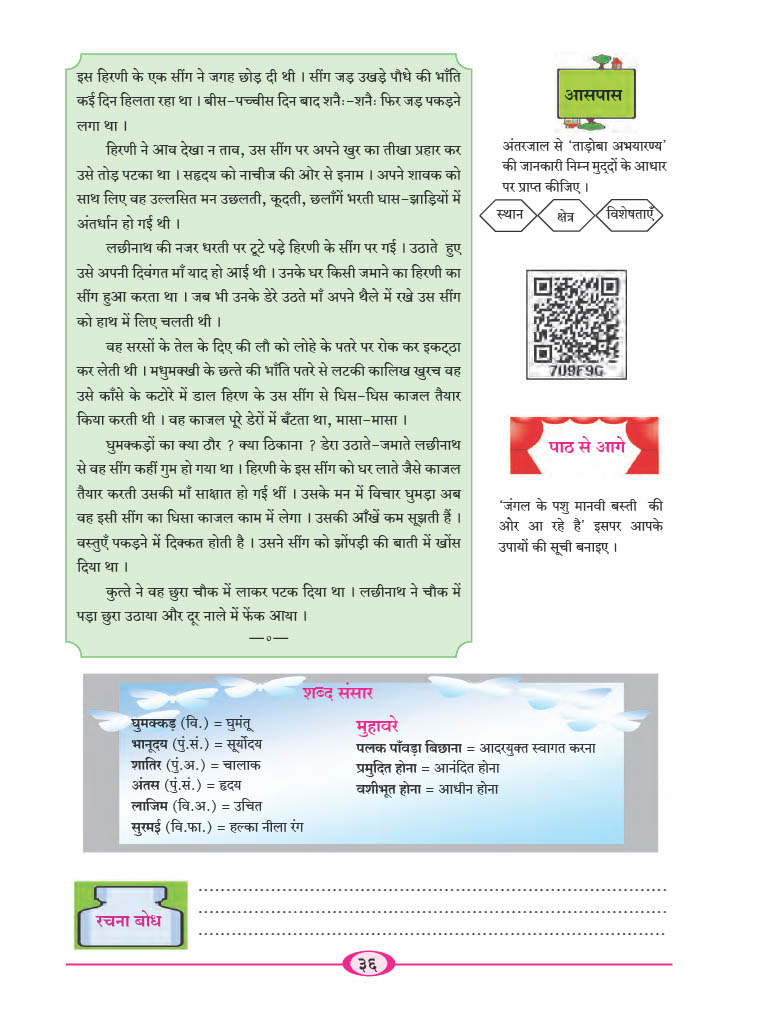 इस हिरणी के एक सींग ने जगह छोड़ दी थी । सींग जड़ उखड़े पौधे की भाँति
कई दिन हिलता रहा था । बीस-पच्चीस दिन बाद शनैः-शनैः फिर जड़ पकड़ने
लगा था ।
हिरणी ने आव देखा न ताव, उस सींग पर अपने खुर का तीखा प्रहार कर
उसे तोड़ पटका था । सहृदय को नाचीज की ओर से इनाम । अपने शावक को
साथ लिए वह उल्लसित मन उछलती, कूदती, छलाँगें भरती घास-झाड़ियों में
अंतर्धान हो गई थी ।
लछीनाथ की नजर धरती पर टूटे पड़े हिरणी के सींग पर गई । उठाते हुए
उसे अपनी दिवंगत माँ याद हो आई थी । उनके घर किसी जमाने का हिरणी का
सींग हुआ करता था । जब भी उनके डेरे उठते माँ अपने थैले में रखे उस सींग
को हाथ में लिए चलती थी ।
वह सरसों के तेल के दिए की लौ को लोहे के पतरे पर रोक कर इकट्ठा
कर लेती थी । मधुमक्खी के छत्ते की भाँति पतरे से लटकी कालिख खुरच वह
उसे काँसे के कटोरे में डाल हिरण के उस सींग से घिस-घिस काजल तैयार
किया करती थी । वह काजल पूरे डेरों में बँटता था, मासा-मासा ।
घुमक्कड़ों का क्या ठौर ? क्या ठिकाना ? डेरा उठाते-जमाते लछीनाथ
से वह सींग कहीं गुम हो गया था । हिरणी के इस सींग को घर लाते जैसे काजल
तैयार करती उसकी माँ साक्षात हो गई थीं । उसके मन में विचार घुमड़ा अब
वह इसी सींग का घिसा काजल काम में लेगा । उसकी आँखें कम सूझती हैं ।
वस्तुएँ पकड़ने में दिक्कत होती है । उसने सींग को झोंपड़ी की बाती में खोंस
दिया था ।
कुत्ते ने वह छुरा चौक में लाकर पटक दिया था । लछीनाथ ने चौक में
पड़ा छुरा उठाया और दूर नाले में फेंक आया ।
—०—
आसपास
अंतरजाल से ‘ताड़ोबा अभयारण्य’
की जानकारी निम्न मुद्दों के आधार
पर प्राप्त कीजिए ।
स्थान क्षेत्र विशेषताएँ
7U9F9G
पाठ से आगे
‘जंगल के पशु मानवी बस्ती की
ओर आ रहे है’ इसपर आपके
उपायों की सूची बनाइए ।
शब्द संसार
घुमक्कड़ (वि.) = घुमंतू
भानूदय (पुं.सं.) = सूर्योदय
शातिर (पुं.अ.) = चालाक
अंतस (पुं.सं.) = हृदय
लाजिम (वि.अ.) = उचित
सुरमई (वि.फा.) = हल्का नीला रंग
मुहावरे
पलक पाँवड़ा बिछाना = आदरयुक्त स्वागत करना
प्रमुदित होना = आनंदित होना
वशीभूत होना = आधीन होना
रचना बोध
३६